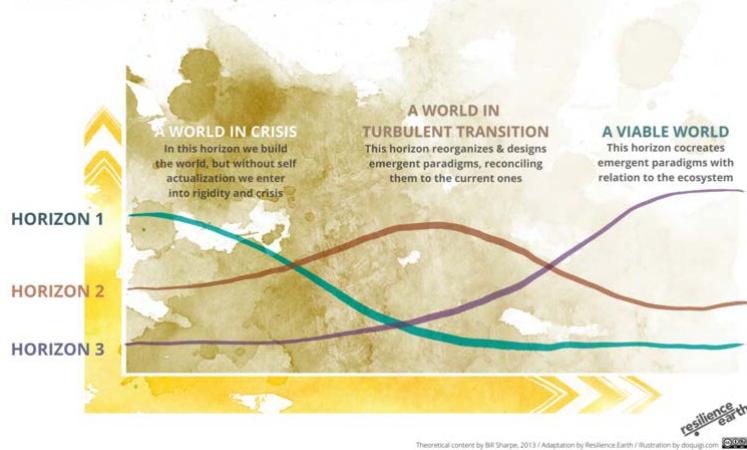 A WORLD IN CRISIS
In this horizon we build
the world, but without self
actualization we enter
into rigidity and crisis
A WORLD IN
TURBULENT TRANSITION
This horizon reorganizes & designs
emergent paradigms, reconciling
them to the current ones
A VIABLE WORLD
This horizon cocreates
emergent paradigms with
relation to the ecosystem
HORIZON 1
HORIZON 2
HORIZON 3
resilience
earth
Theoretical content by Bill Sharpe, 2013 / Adaptation by Resilience.Earth / Illustration by doquigi.com